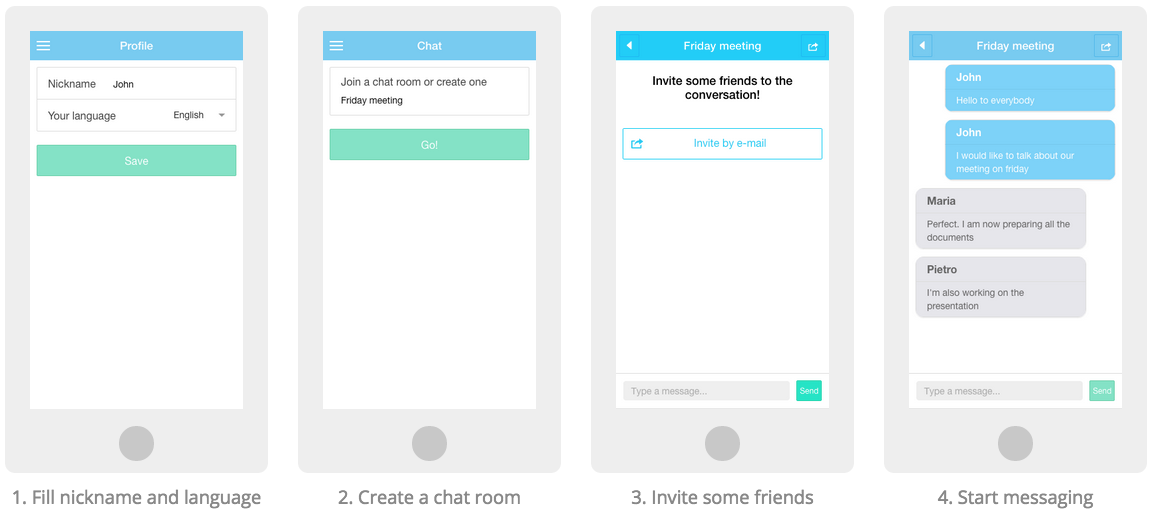 Profile
Nickname John
Your language English
Save
1. Fill nickname and language
Chat
Join a chat room or create one
Friday meeting
Go!
2. Create a chat room
Friday meeting
Invite some friends to the
conversation!
Invite by e-mail
Type a message...
Send
3. Invite some friends
Friday meeting
John
Hello to everybody
John
I would like to talk about our
meeting on friday
Maria
Perfect. I am now preparing all the
documents
Pietro
I'm also working on the
presentation
Type a message...
Send
4. Start messaging